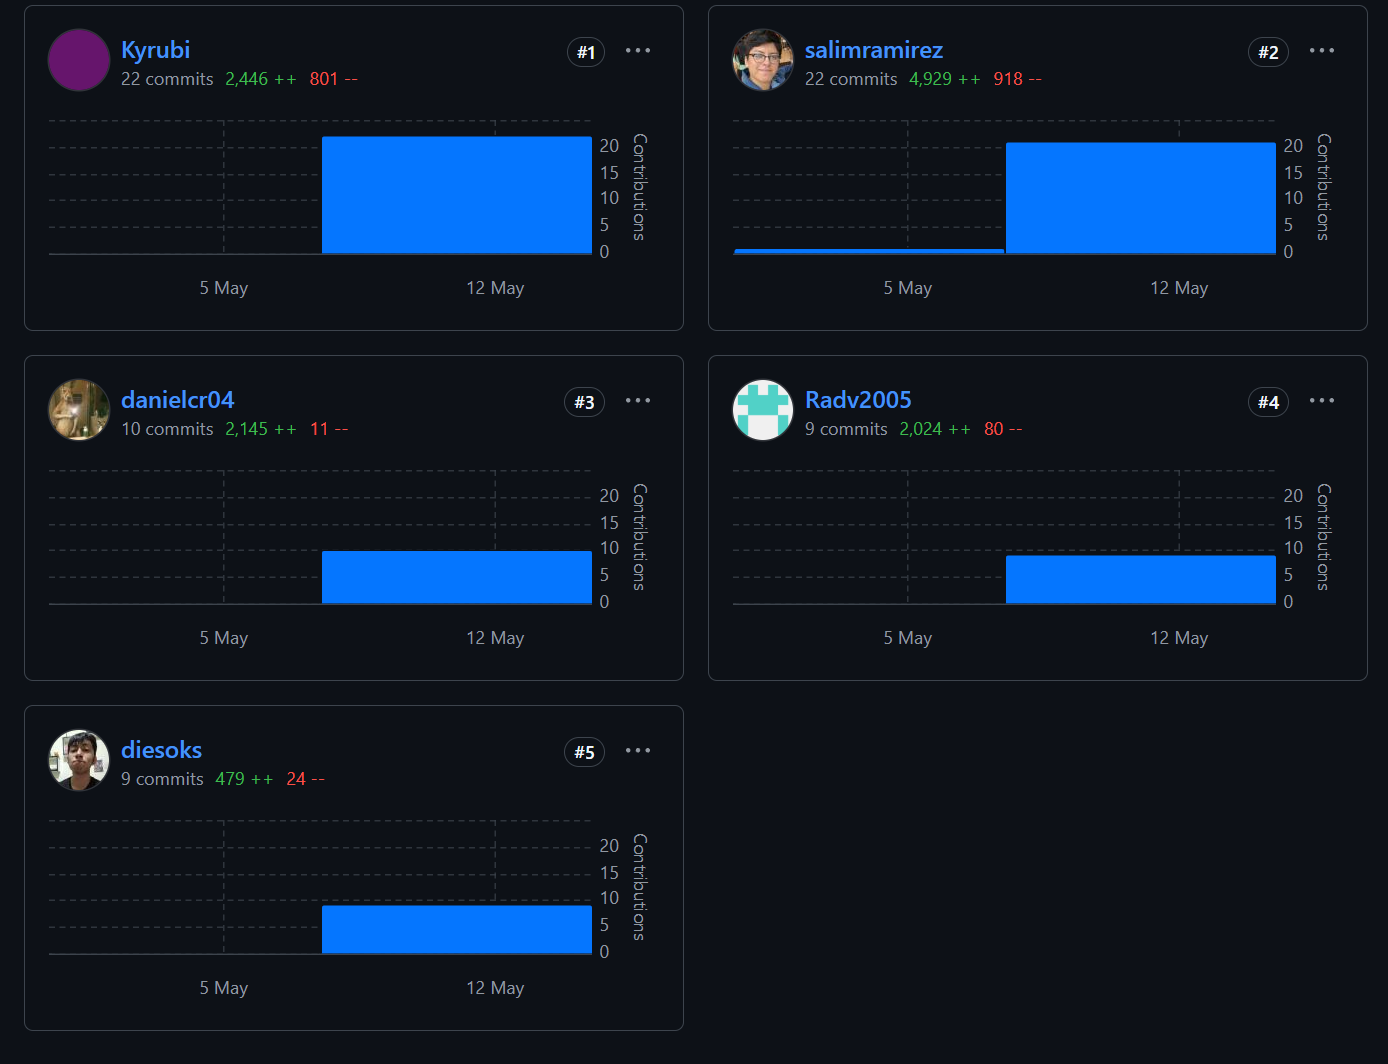 Kyrubi #1
22 commits 2,446 ++ 801 --
20
15
10
5
0
Contributions
5 May 12 May
salimramirez #2
22 commits 4,929 ++ 918 --
20
15
10
5
0
Contributions
5 May 12 May
danielcr04 #3
10 commits 2,145 ++ 11 --
20
15
10
5
0
Contributions
5 May 12 May
Radv2005 #4
9 commits 2,024 ++ 80 --
20
15
10
5
0
Contributions
5 May 12 May
diesoks #5
9 commits 479 ++ 24 --
20
15
10
5
0
Contributions
5 May 12 May